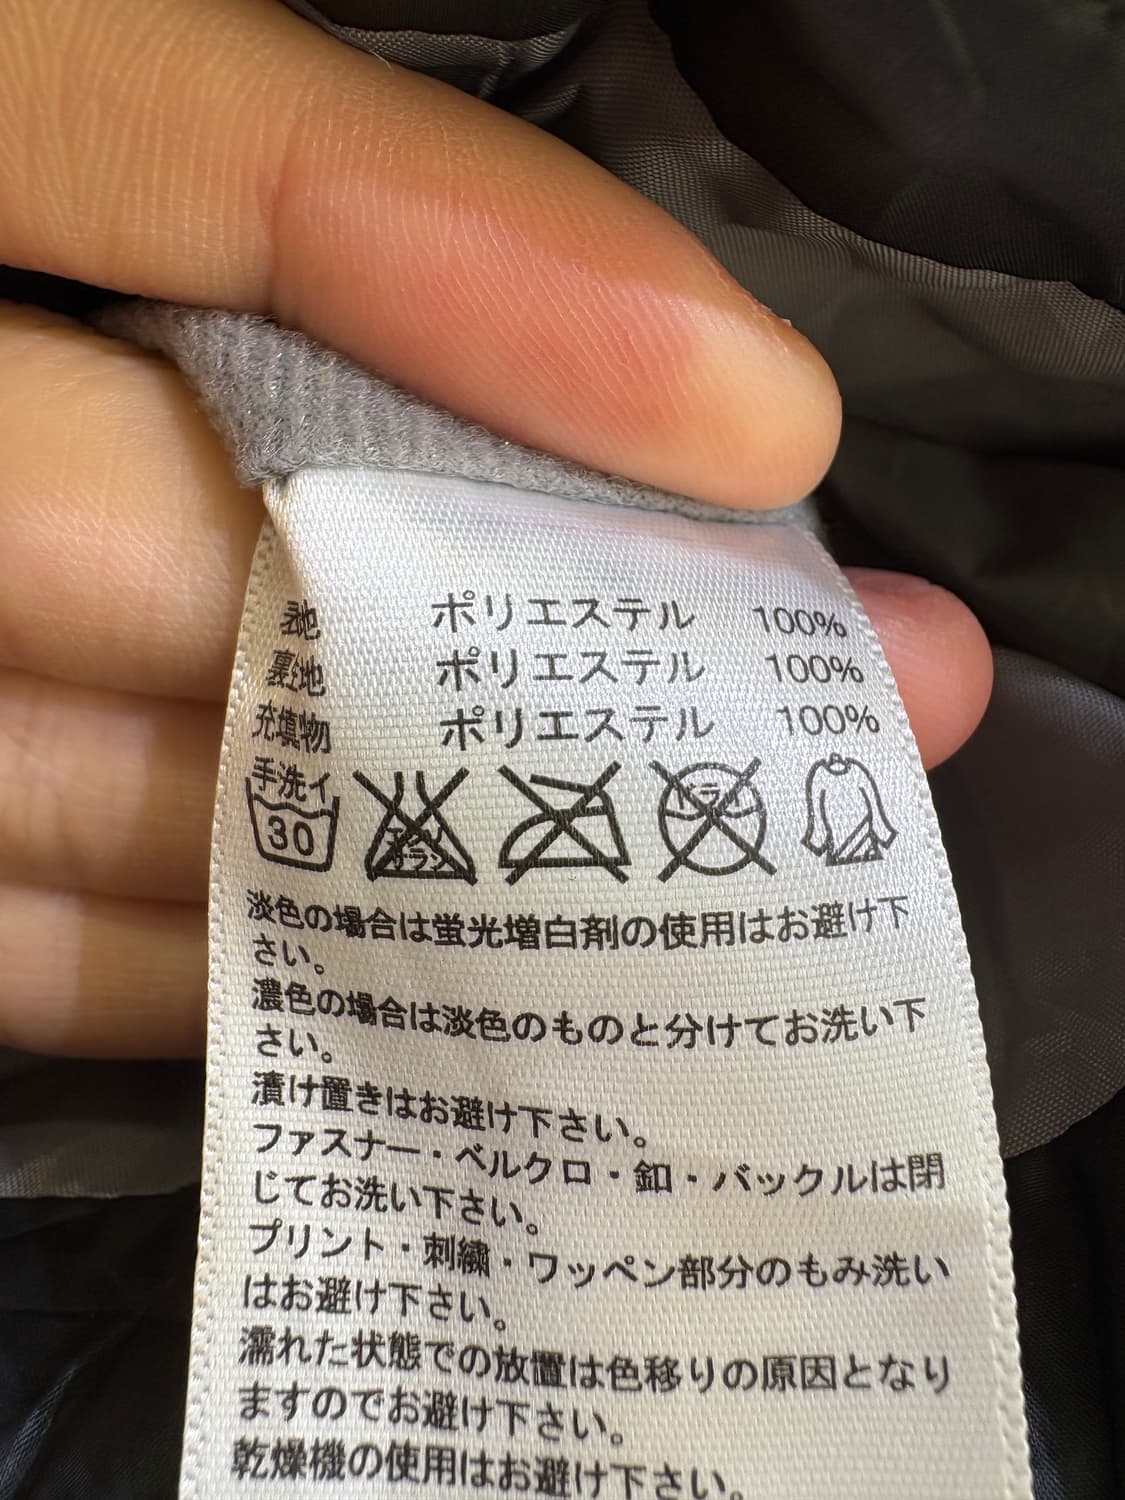 表地 ポリエステル 100%
裏地 ポリエステル 100%
充填物 ポリエステル 100%
手洗イ
30
エンソ
サラシ
ドライ
淡色の場合は蛍光増白剤の使用はお避け下
さい。
濃色の場合は淡色のものと分けてお洗い下
さい。
漬け置きはお避け下さい。
ファスナー・ベルクロ・釦・バックルは閉
じてお洗い下さい。
プリント・刺繍・ワッペン部分のもみ洗い
はお避け下さい。
濡れた状態での放置は色移りの原因となり
ますのでお避け下さい。
乾燥機の使用はお避け下さい。